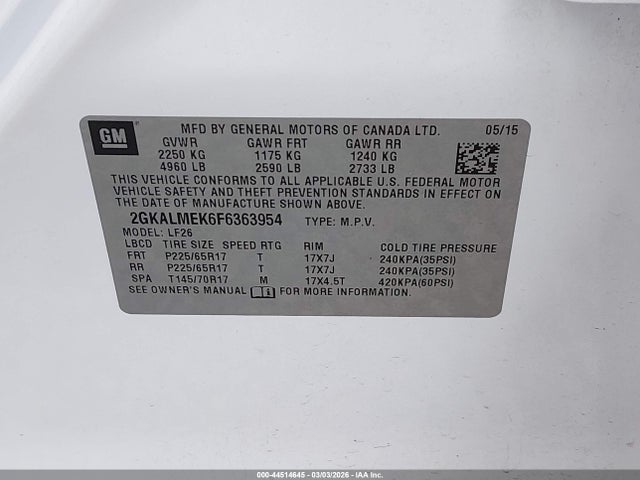 GM
MFD BY GENERAL MOTORS OF CANADA LTD. 05/15
GVWR GAWR FRT GAWR RR
2250 KG 1175 KG 1240 KG
4960 LB 2590 LB 2733 LB
THIS VEHICLE CONFORMS TO ALL APPLICABLE U.S. FEDERAL MOTOR
VEHICLE SAFETY AND THEFT PREVENTION STANDARDS IN EFFECT ON
THE DATE OF MANUFACTURE SHOWN ABOVE.
2GKALMEK6F6363954 TYPE: M.P.V.
MODEL: LF26
LBCD TIRE SIZE SPEED RTG RIM COLD TIRE PRESSURE
FRT P225/65R17 T 17X7J 240KPA(35PSI)
RR P225/65R17 T 17X7J 240KPA(35PSI)
SPA T145/70R17 M 17X4.5T 420KPA(60PSI)
SEE OWNER'S MANUAL FOR MORE INFORMATION.
000-44514645 | 03/03/2026 | IAA Inc.